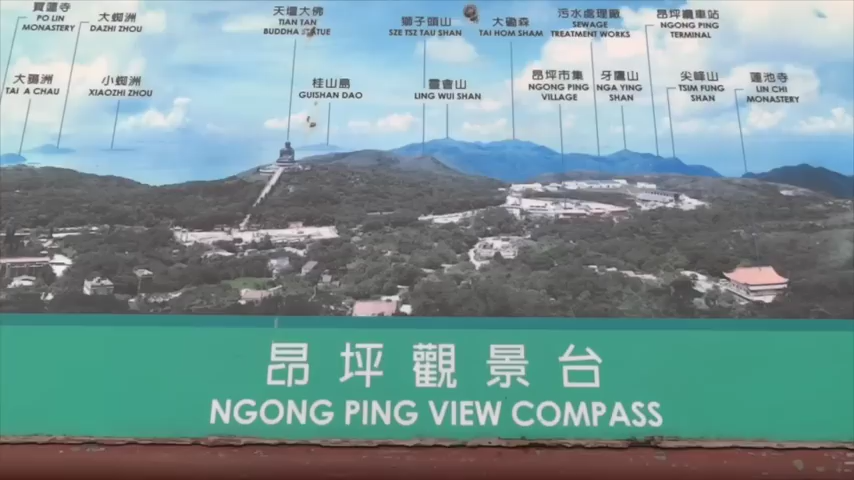 寶蓮寺
PO LIN
MONASTERY
大蜘洲
DAZHI ZHOU
天壇大佛
TIAN TAN
BUDDHA STATUE
獅子頭山
SZE TSZ TAU SHAN
大磡森
TAI HOM SHAM
污水處理廠
SEWAGE
TREATMENT WORKS
昂坪纜車站
NGONG PING
TERMINAL
大鴉洲
TAI A CHAU
小蜘洲
XIAOZHI ZHOU
桂山島
GUISHAN DAO
靈會山
LING WUI SHAN
昂坪市集
NGONG PING
VILLAGE
牙鷹山
NGA YING
SHAN
尖峰山
TSIM FUNG
SHAN
蓮池寺
LIN CHI
MONASTERY
昂坪觀景台
NGONG PING VIEW COMPASS